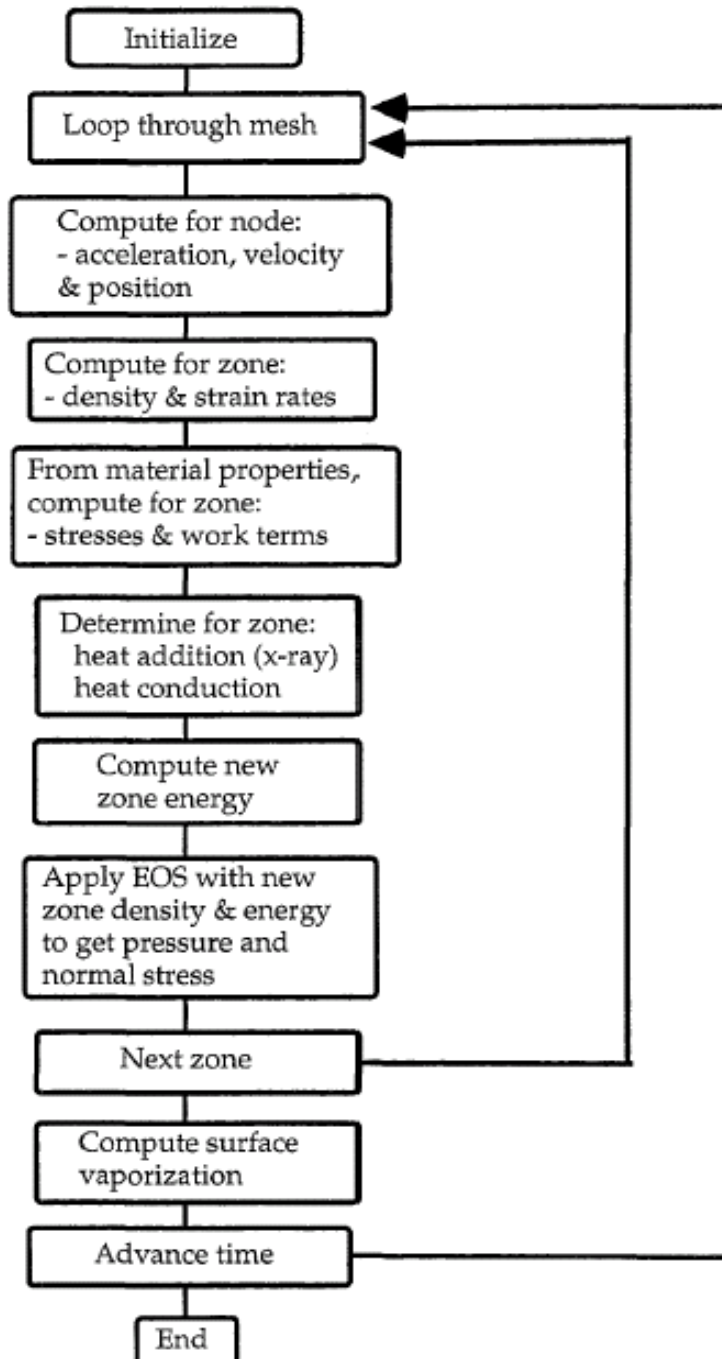 Initialize
Loop through mesh
Compute for node:
- acceleration, velocity
& position
Compute for zone:
- density & strain rates
From material properties,
compute for zone:
- stresses & work terms
Determine for zone:
heat addition (x-ray)
heat conduction
Compute new
zone energy
Apply EOS with new
zone density & energy
to get pressure and
normal stress
Next zone
Compute surface
vaporization
Advance time
End